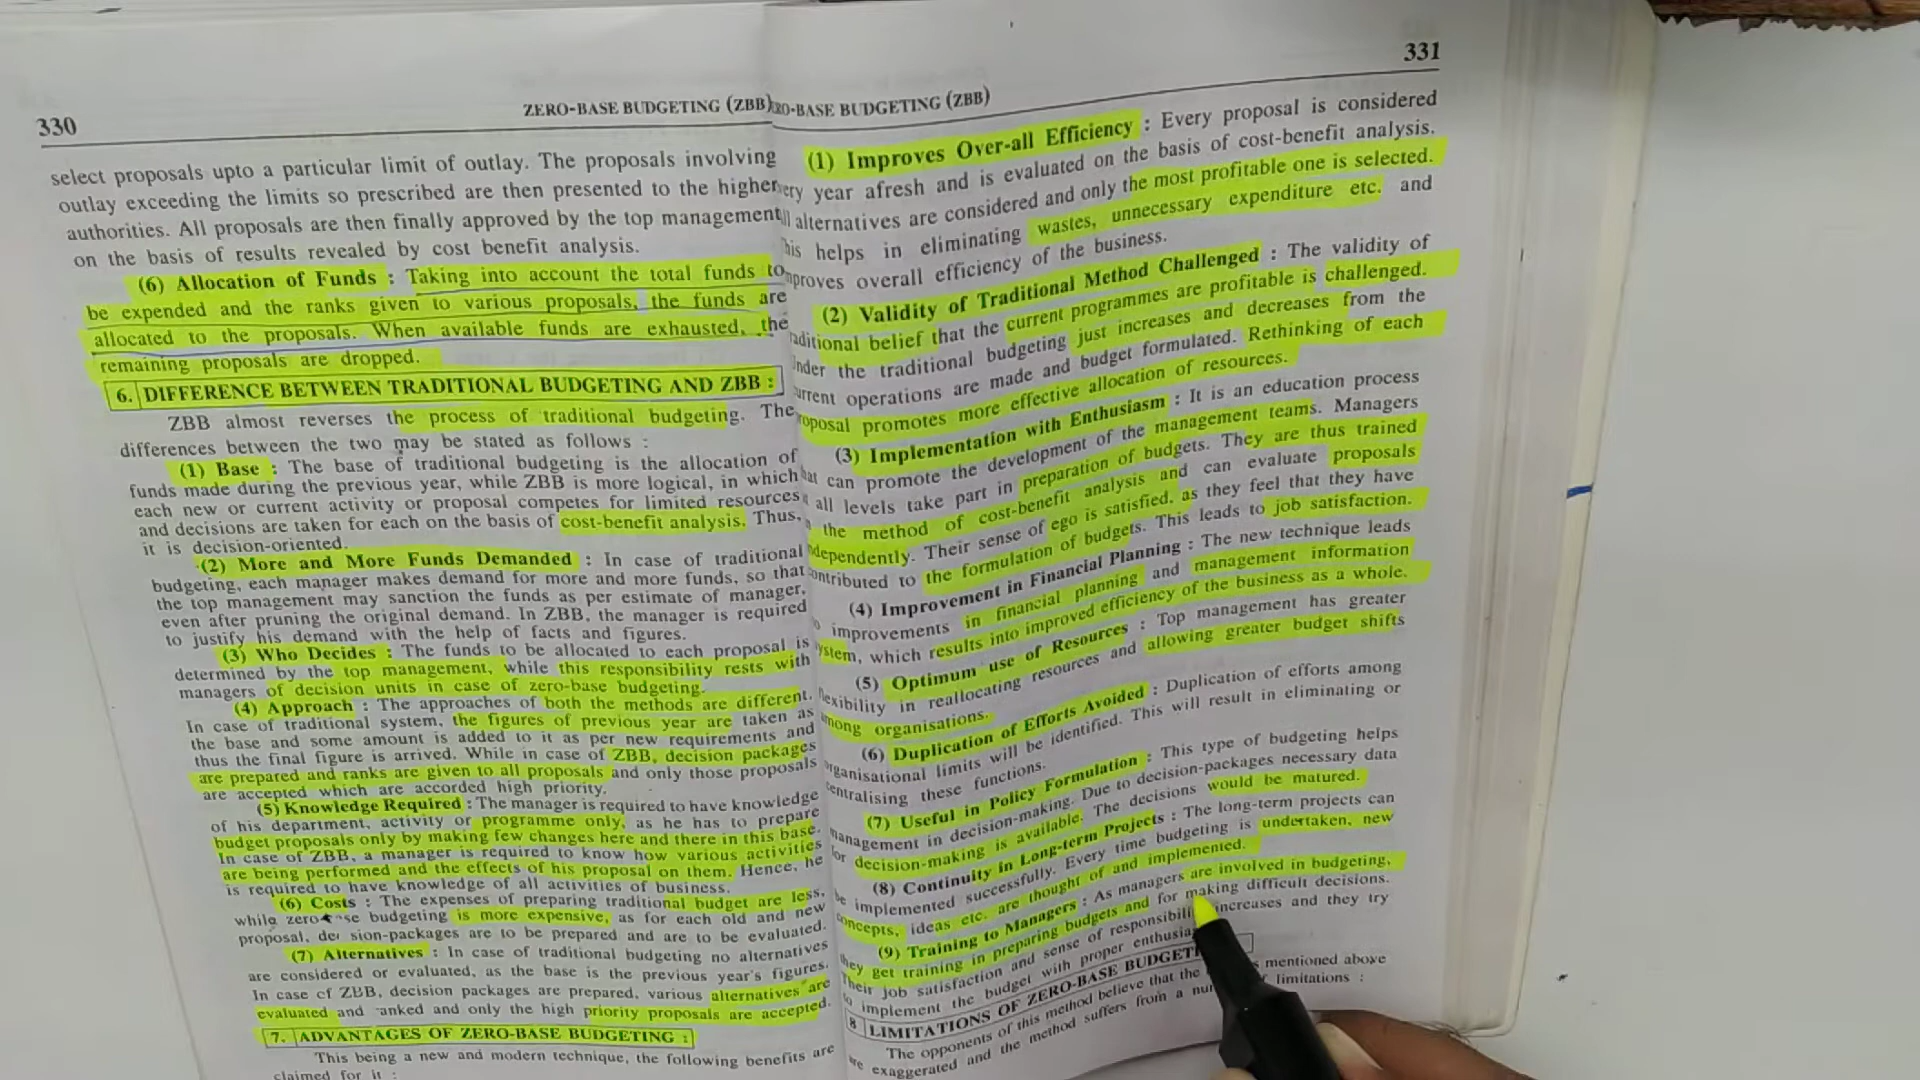 330
ZERO-BASE BUDGETING (ZBB)
select proposals upto a particular limit of outlay. The proposals involving
outlay exceeding the limits so prescribed are then presented to the higher
authorities. All proposals are then finally approved by the top management
on the basis of results revealed by cost benefit analysis.
(6) Allocation of Funds : Taking into account the total funds to
be expended and the ranks given to various proposals, the funds are
allocated to the proposals. When available funds are exhausted, the
remaining proposals are dropped.
6. DIFFERENCE BETWEEN TRADITIONAL BUDGETING AND ZBB :
ZBB almost reverses the process of traditional budgeting. The
differences between the two may be stated as follows :
(1) Base : The base of traditional budgeting is the allocation of
funds made during the previous year, while ZBB is more logical, in which
each new or current activity or proposal competes for limited resources
and decisions are taken for each on the basis of cost-benefit analysis. Thus,
it is decision-oriented.
(2) More and More Funds Demanded : In case of traditional
budgeting, each manager makes demand for more and more funds, so that
the top management may sanction the funds as per estimate of manager,
even after pruning the original demand. In ZBB, the manager is required
to justify his demand with the help of facts and figures.
(3) Who Decides : The funds to be allocated to each proposal is
determined by the top management, while this responsibility rests with
managers of decision units in case of zero-base budgeting.
(4) Approach : The approaches of both the methods are different.
In case of traditional system, the figures of previous year are taken as
the base and some amount is added to it as per new requirements and
thus the final figure is arrived. While in case of ZBB, decision packages
are prepared and ranks are given to all proposals and only those proposals
are accepted which are accorded high priority.
(5) Knowledge Required : The manager is required to have knowledge
of his department, activity or programme only, as he has to prepare
budget proposals only by making few changes here and there in this base.
In case of ZBB, a manager is required to know how various activities
are being performed and the effects of his proposal on them. Hence, he
is required to have knowledge of all activities of business.
(6) Costs : The expenses of preparing traditional budget are less,
while budgeting is more expensive, as for each old and new
proposal, sion-packages are to be prepared and are to be evaluated.
(7) Alternatives : In case of traditional budgeting no alternatives
are considered or evaluated, as the base is the previous year's figures.
In case of ZBB, decision packages are prepared, various alternatives are
evaluated and anked and only the high priority proposals are accepted.
7. ADVANTAGES OF ZERO-BASE BUDGETING :
This being a new and modern technique, the following benefits are
claimed for it :
331
RO-BASE BUDGETING (ZBB)
(1) Improves Over-all Efficiency : Every proposal is considered
ery year afresh and is evaluated on the basis of cost-benefit analysis.
ll alternatives are considered and only the most profitable one is selected.
his helps in eliminating wastes, unnecessary expenditure etc. and
mproves overall efficiency of the business.
(2) Validity of Traditional Method Challenged : The validity of
aditional belief that the current programmes are profitable is challenged.
nder the traditional budgeting just increases and decreases from the
urrent operations are made and budget formulated. Rethinking of each
roposal promotes more effective allocation of resources.
(3) Implementation with Enthusiasm : It is an education process
hat can promote the development of the management teams. Managers
all levels take part in preparation of budgets. They are thus trained
the method of cost-benefit analysis and can evaluate proposals
dependently. Their sense of ego is satisfied, as they feel that they have
ontributed to the formulation of budgets. This leads to job satisfaction.
(4) Improvement in Financial Planning : The new technique leads
improvements in financial planning and management information
ystem, which results into improved efficiency of the business as a whole.
(5) Optimum use of Resources : Top management has greater
lexibility in reallocating resources and allowing greater budget shifts
mong organisations.
(6) Duplication of Efforts Avoided : Duplication of efforts among
rganisational limits will be identified. This will result in eliminating or
entralising these functions.
(7) Useful in Policy Formulation : This type of budgeting helps
anagement in decision-making. Due to decision-packages necessary data
or decision-making is available. The decisions would be matured.
(8) Continuity in Long-term Projects : The long-term projects can
be implemented successfully. Every time budgeting is undertaken, new
concepts, ideas etc. are thought of and implemented.
(9) Training to Managers : As managers are involved in budgeting,
they get training in preparing budgets and for making difficult decisions.
Their job satisfaction and sense of responsibili increases and they try
to implement the budget with proper enthusia
8 LIMITATIONS OF ZERO-BASE BUDGET
The opponents of this method believe that the mentioned above
are exaggerated and the method suffers from a nu limitations :